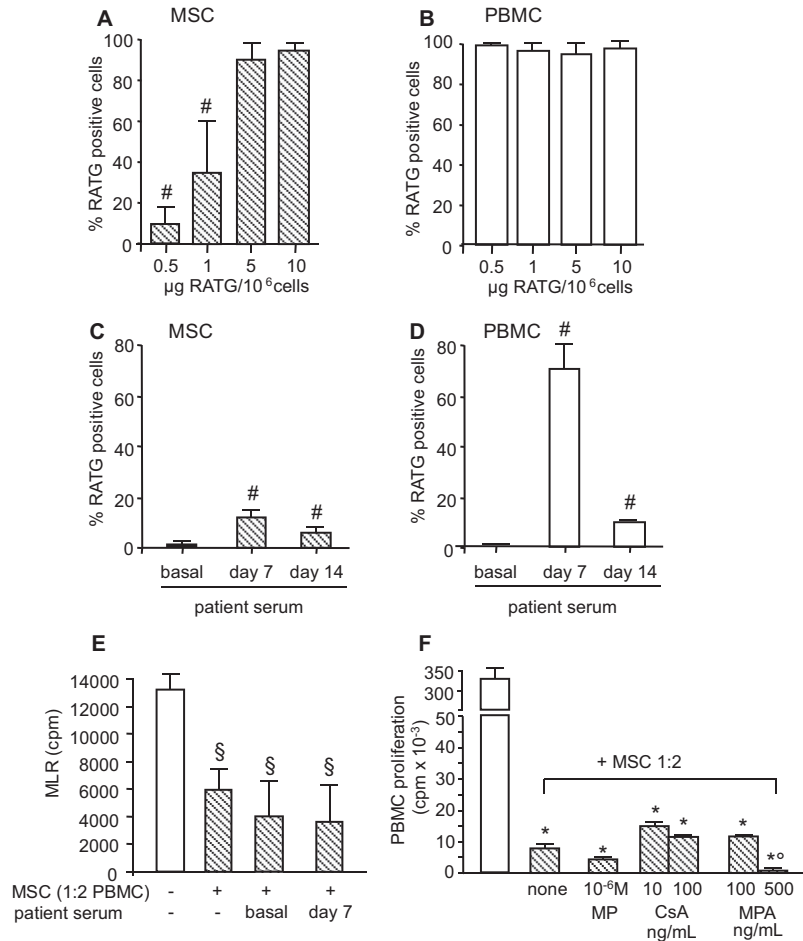 A MSC
% RATG positive cells
100
80
60
40
20
0
#
#
0.5 1 5 10
µg RATG/10⁶cells
B PBMC
% RATG positive cells
100
80
60
40
20
0
0.5 1 5 10
µg RATG/10⁶cells
C MSC
% RATG positive cells
80
60
40
20
0
#
#
basal day 7 day 14
patient serum
D PBMC
% RATG positive cells
80
60
40
20
0
#
#
basal day 7 day 14
patient serum
E
MLR (cpm)
14000
12000
10000
8000
6000
4000
2000
0
§ § §
MSC (1:2 PBMC) - + + +
patient serum - - basal day 7
F
PBMC proliferation
(cpm x 10⁻³)
350
300
50
40
30
20
10
0
+ MSC 1:2
* * * * * *°
none 10⁻⁶M 10 100 100 500
MP CsA MPA
ng/mL ng/mL